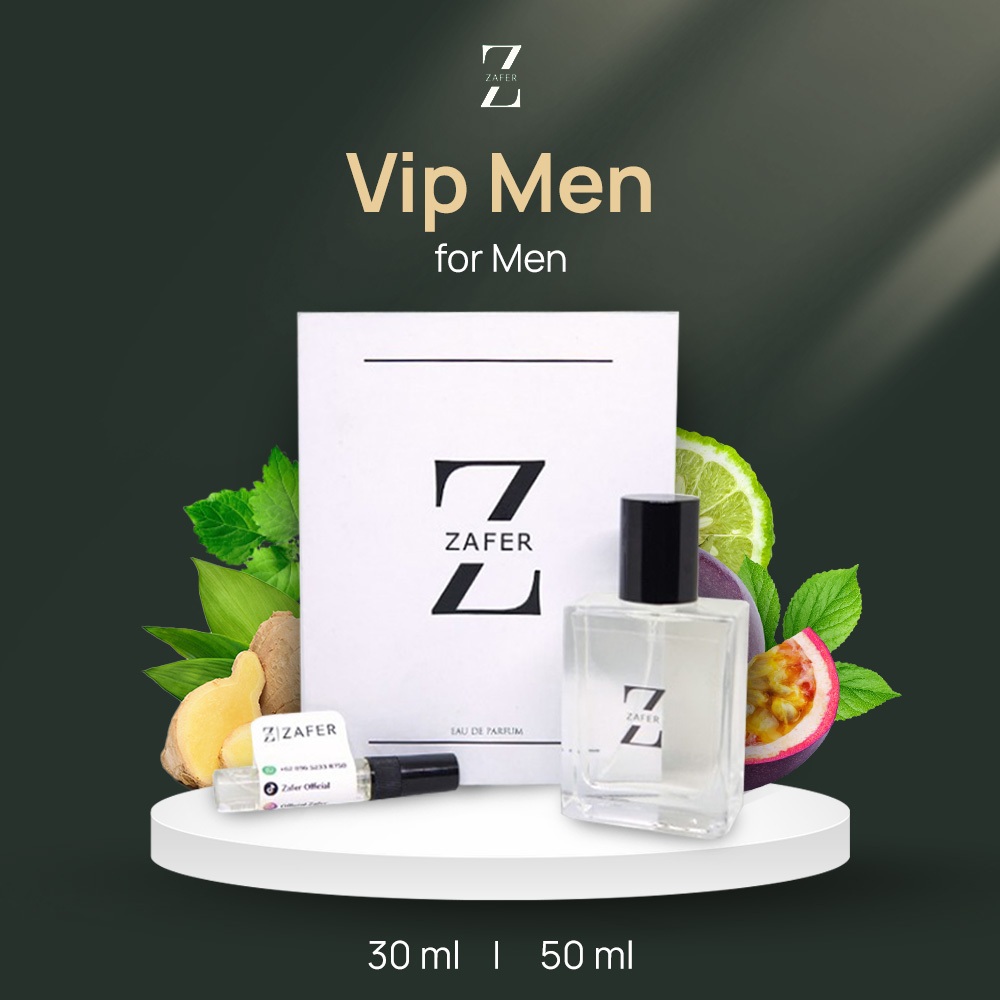 ZAFER
Vip Men
for Men
ZAFER
EAU DE PARFUM
ZAFER
ZAFER
Zafer Official
30 ml | 50 ml